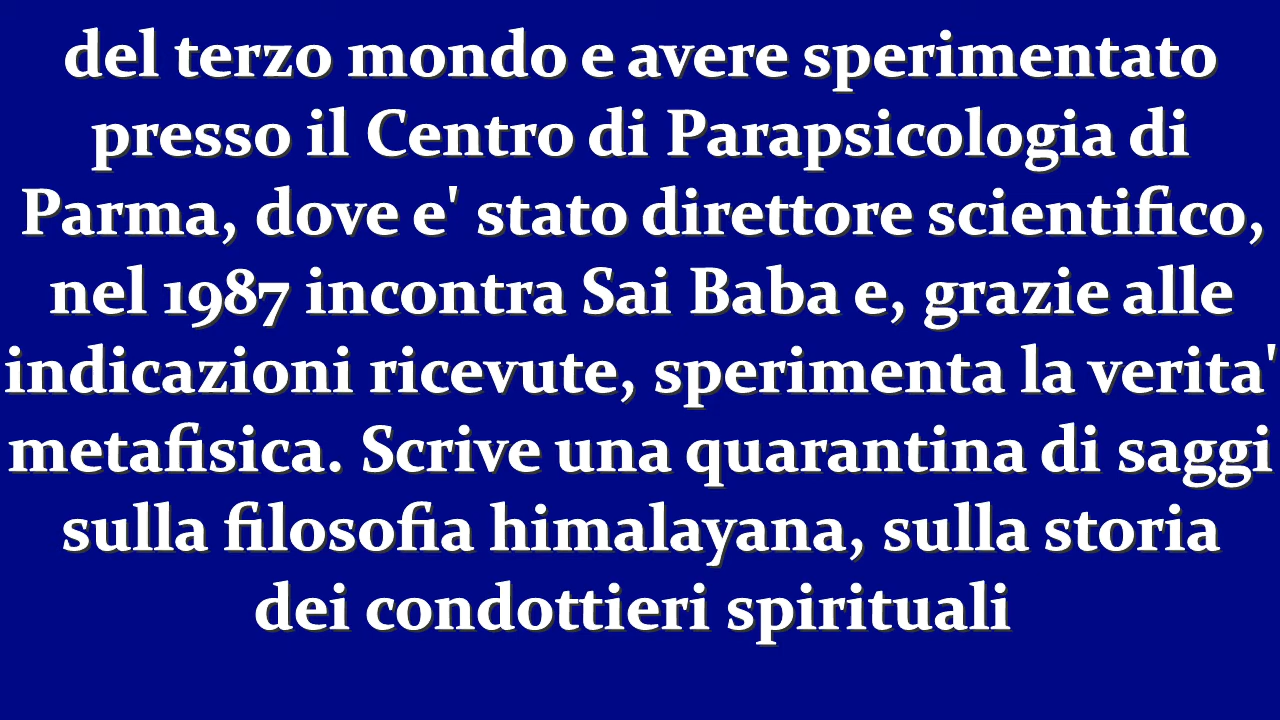 del terzo mondo e avere sperimentato
presso il Centro di Parapsicologia di
Parma, dove e' stato direttore scientifico,
nel 1987 incontra Sai Baba e, grazie alle
indicazioni ricevute, sperimenta la verita'
metafisica. Scrive una quarantina di saggi
sulla filosofia himalayana, sulla storia
dei condottieri spirituali